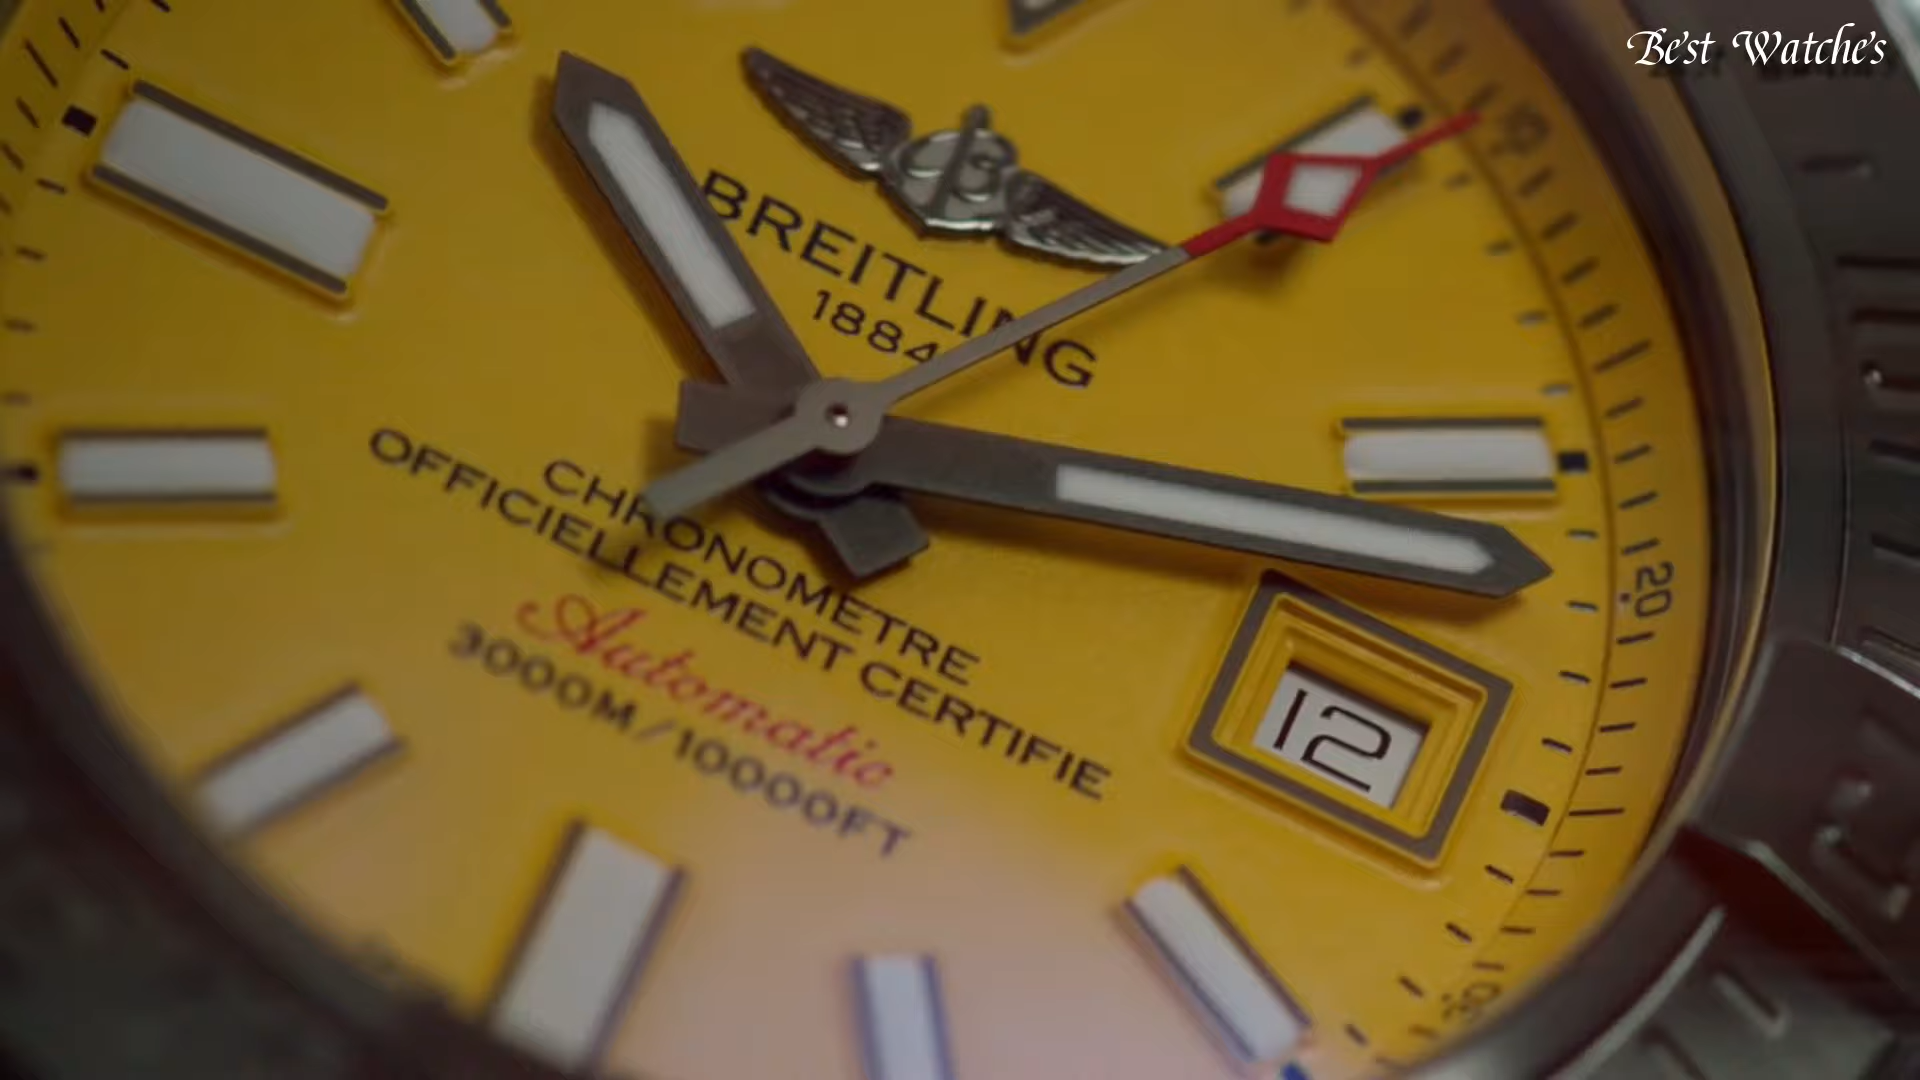 Be'st Watche's
B
BREITLING
1884
CHRONOMETRE
OFFICIELLEMENT CERTIFIE
Automatic
3000M/10000FT
12
20